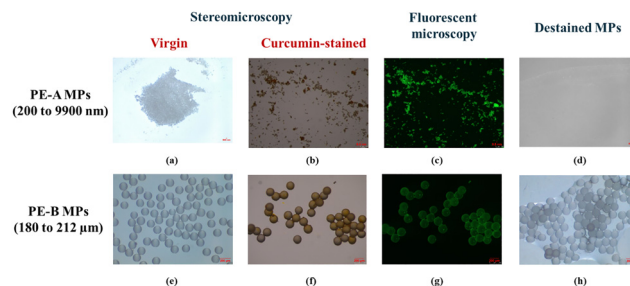 Stereomicroscopy
Fluorescent
microscopy
Destained MPs
Virgin
Curcumin-stained
PE-A MPs
(200 to 9900 nm)
(a)
(b)
(c)
(d)
PE-B MPs
(180 to 212 µm)
(e)
(f)
(g)
(h)